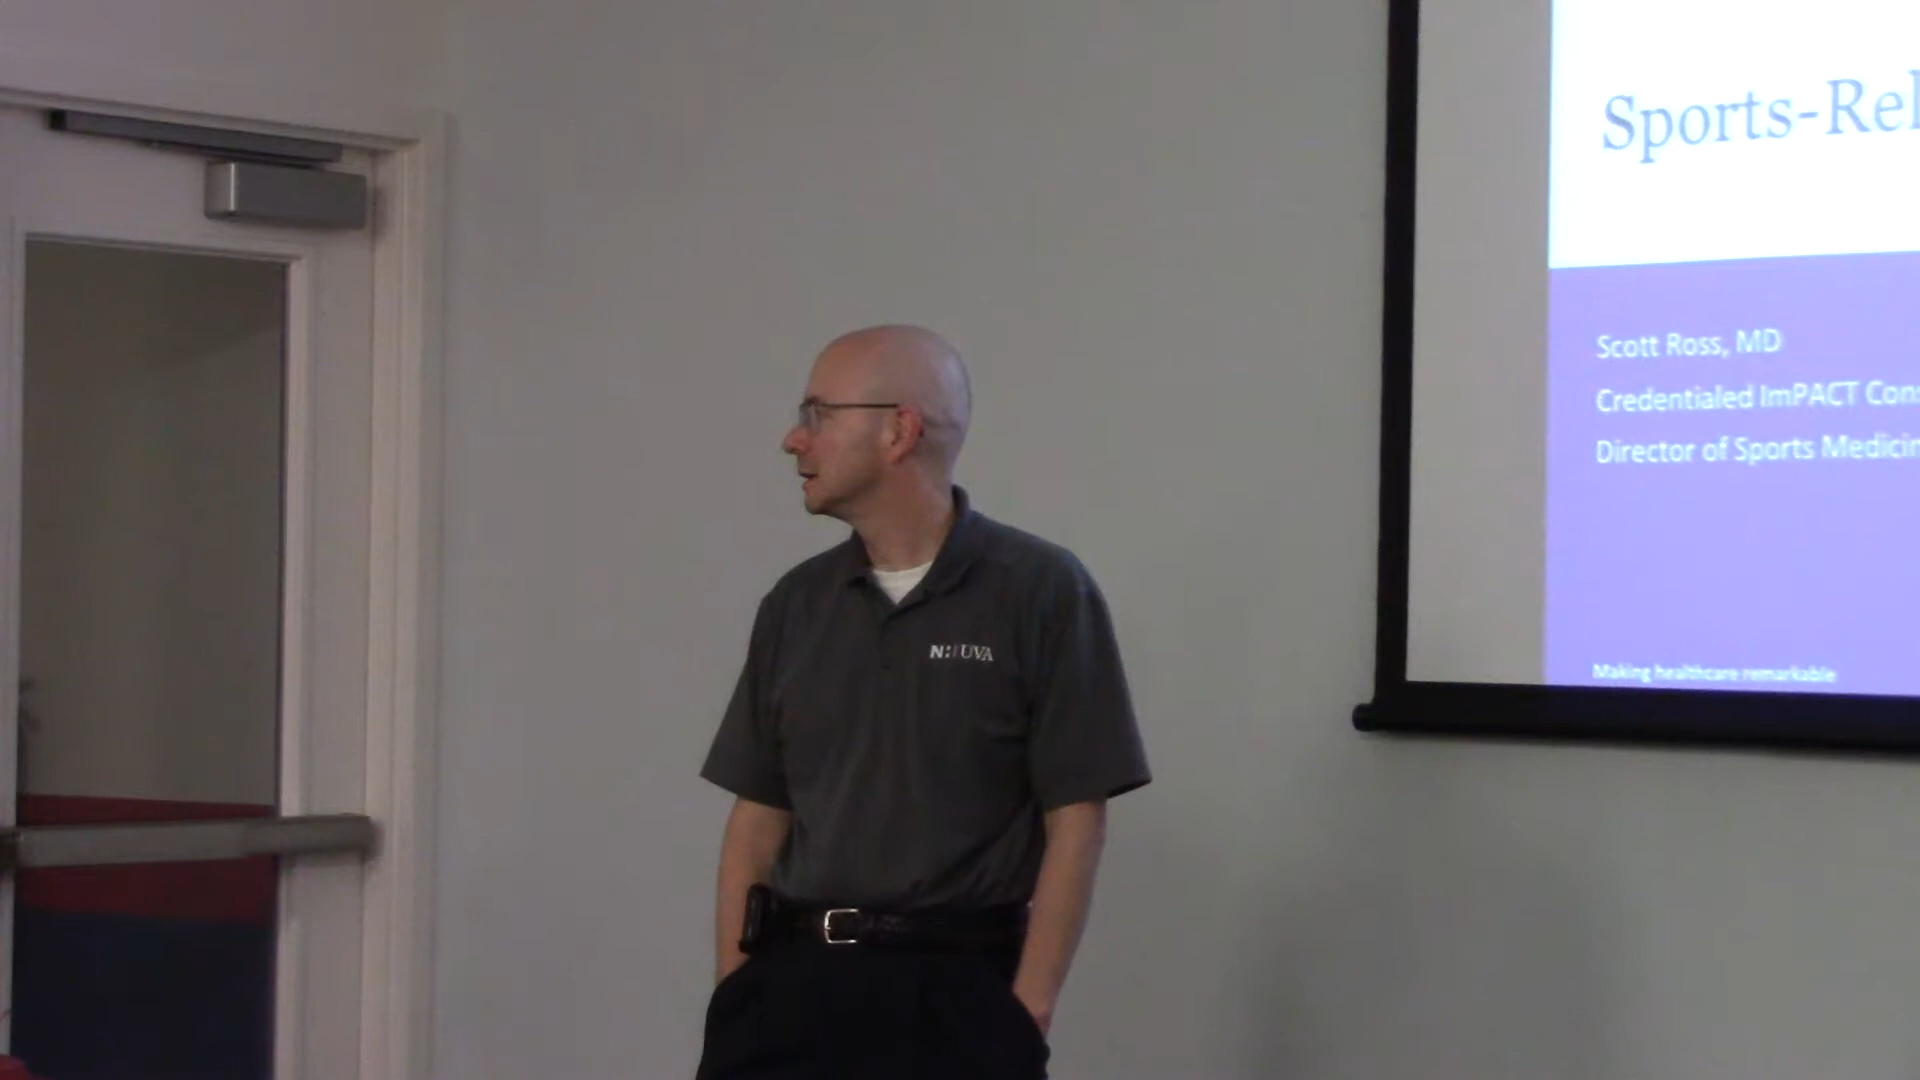 Sports-Rel
Scott Ross, MD
Credentialed ImPACT Cons
Director of Sports Medicin
Making healthcare remarkable
UVA